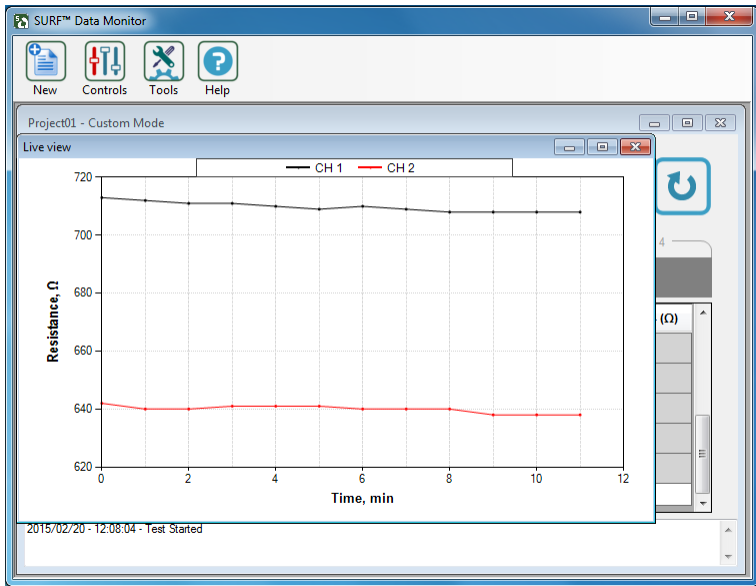 SURF™ Data Monitor
New Controls Tools Help
Project01 - Custom Mode
Live view
CH 1 CH 2
720
700
680
660
640
620
Resistance, Ω
0 2 4 6 8 10 12
Time, min
4
(Ω)
2015/02/20 - 12:08:04 - Test Started